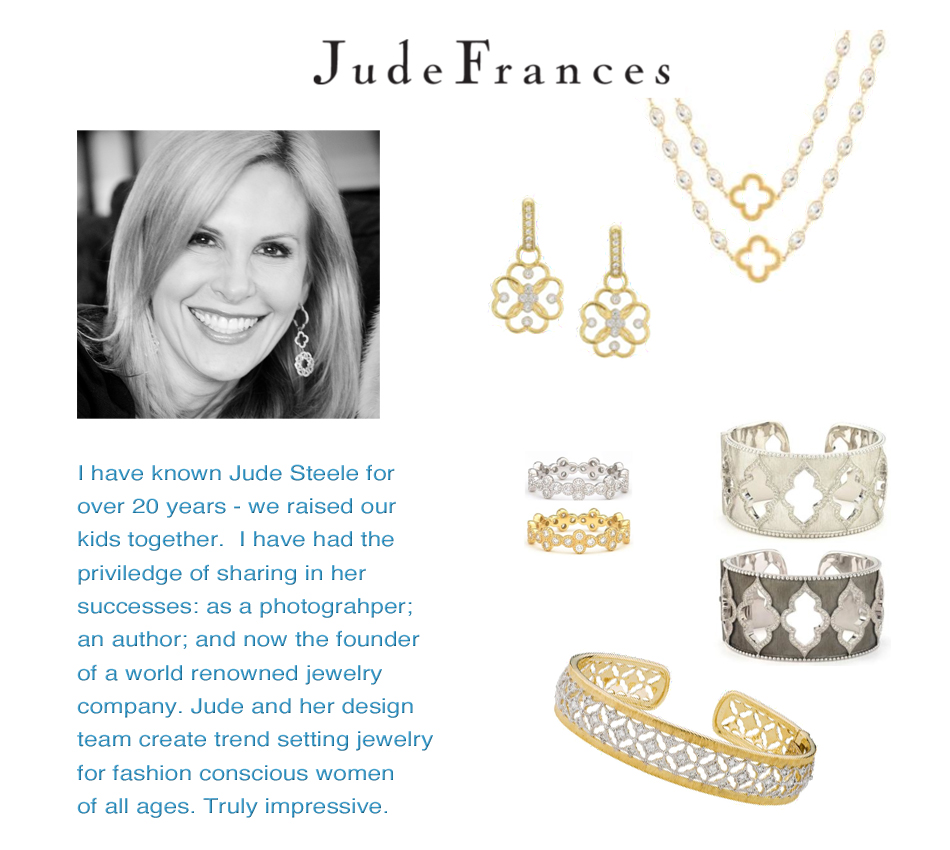 JudeFrances
I have known Jude Steele for
over 20 years - we raised our
kids together.  I have had the
priviledge of sharing in her
successes: as a photograhper;
an author; and now the founder
of a world renowned jewelry
company. Jude and her design
team create trend setting jewelry
for fashion conscious women
of all ages. Truly impressive.